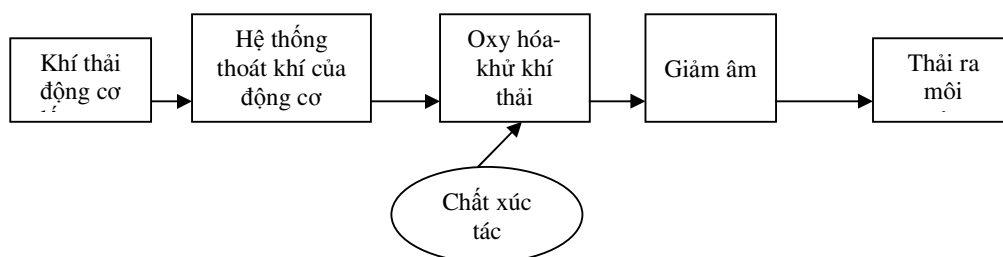 Khí thải
động cơ
Hệ thống
thoát khí của
động cơ
Oxy hóa-
khử khí
thải
Giảm âm
Thải ra
môi
Chất xúc
tác